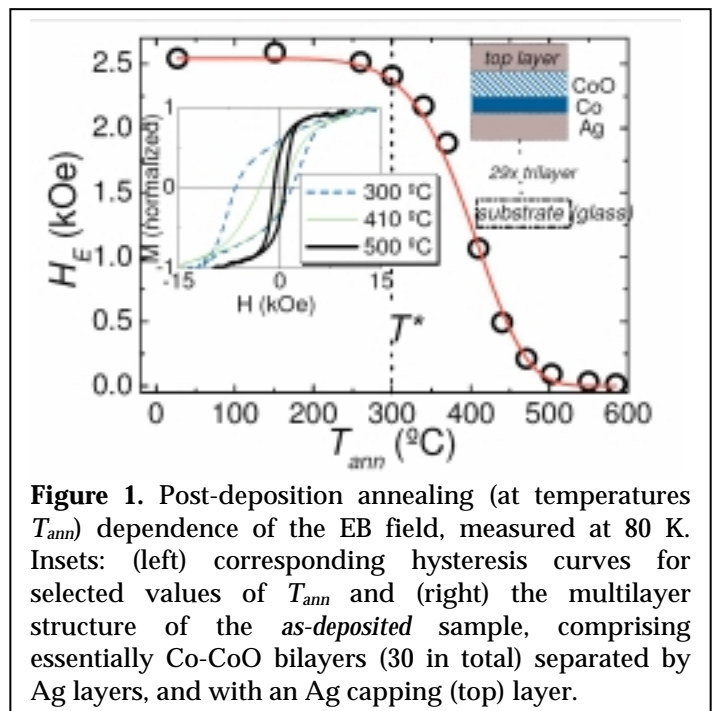 2.5
2.0
1.5
1.0
0.5
0.0
H_E (kOe)
top layer
CoO
Co
Ag
29x trilayer
substrate (glass)
1
0
-1
M (normalized)
300 ºC
410 ºC
500 ºC
-15 0 15
H (kOe)
T*
0 100 200 300 400 500 600
T_ann (ºC)
Figure 1. Post-deposition annealing (at temperatures
T_ann) dependence of the EB field, measured at 80 K.
Insets: (left) corresponding hysteresis curves for
selected values of T_ann and (right) the multilayer
structure of the as-deposited sample, comprising
essentially Co-CoO bilayers (30 in total) separated by
Ag layers, and with an Ag capping (top) layer.